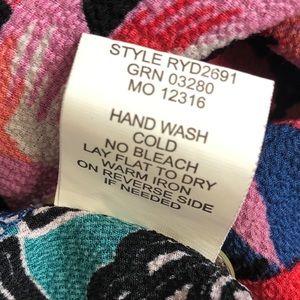 STYLE RYD2691
GRN 03280
MO 12316
HAND WASH
COLD
NO BLEACH
LAY FLAT TO DRY
WARM IRON
ON REVERSE SIDE
IF NEEDED